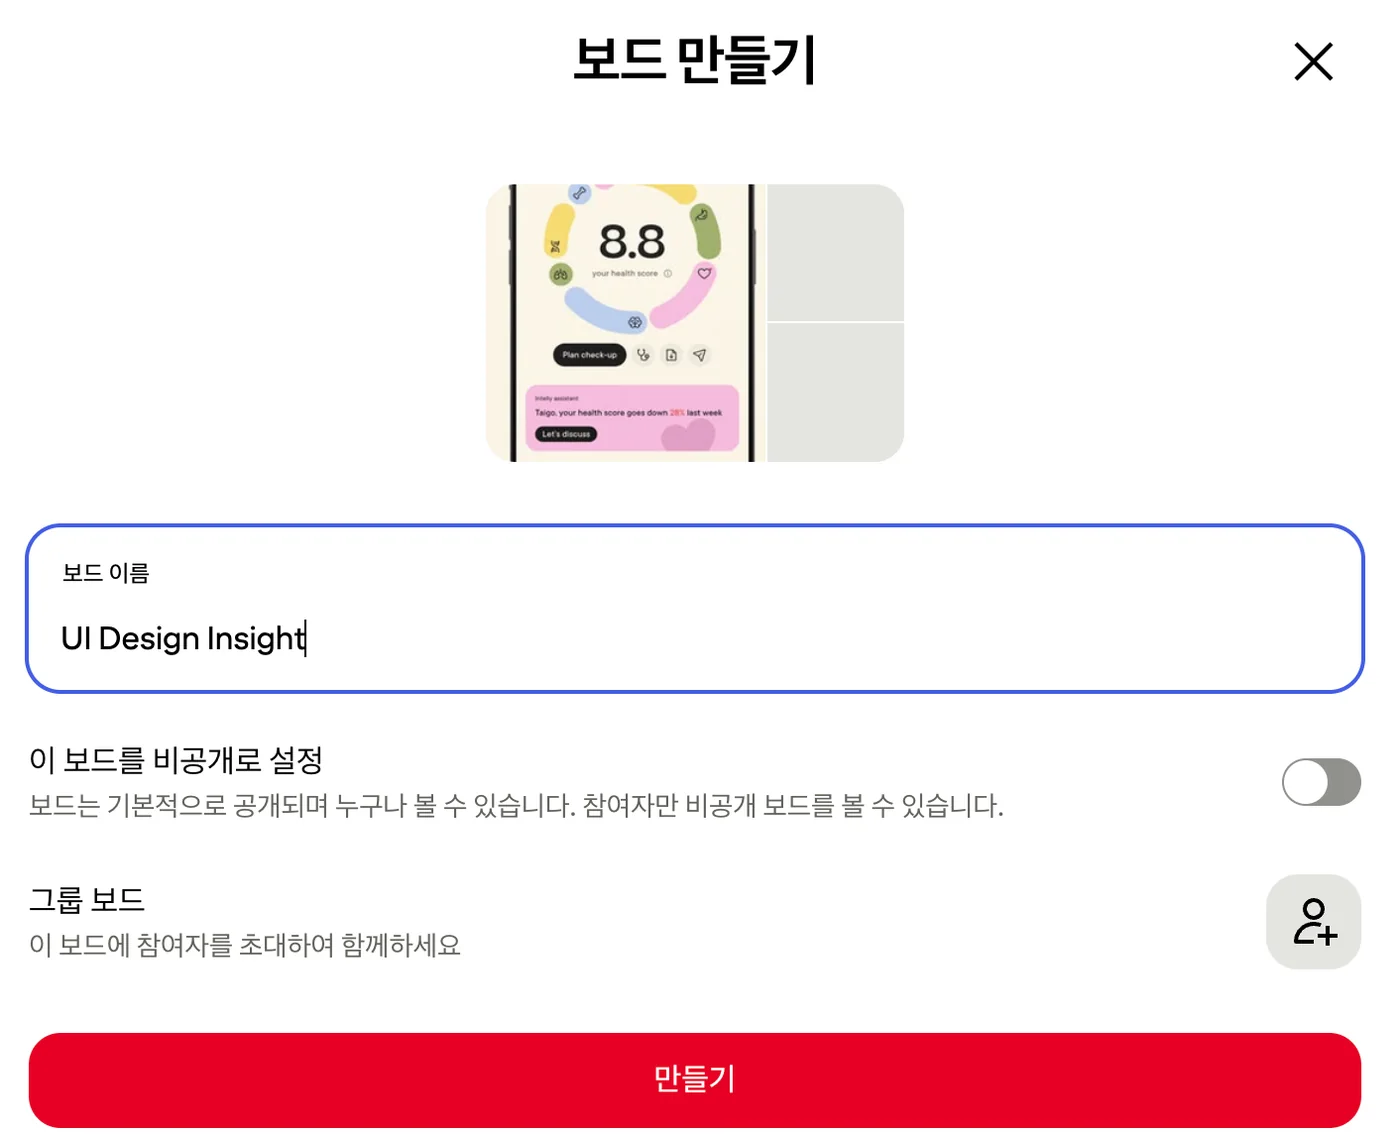 보드 만들기
8.8
your health score
Plan check-up
Intelly assistant
Taigo, your health score goes down 28% last week
Let's discuss
보드 이름
UI Design Insight
이 보드를 비공개로 설정
보드는 기본적으로 공개되며 누구나 볼 수 있습니다. 참여자만 비공개 보드를 볼 수 있습니다.
그룹 보드
이 보드에 참여자를 초대하여 함께하세요
만들기